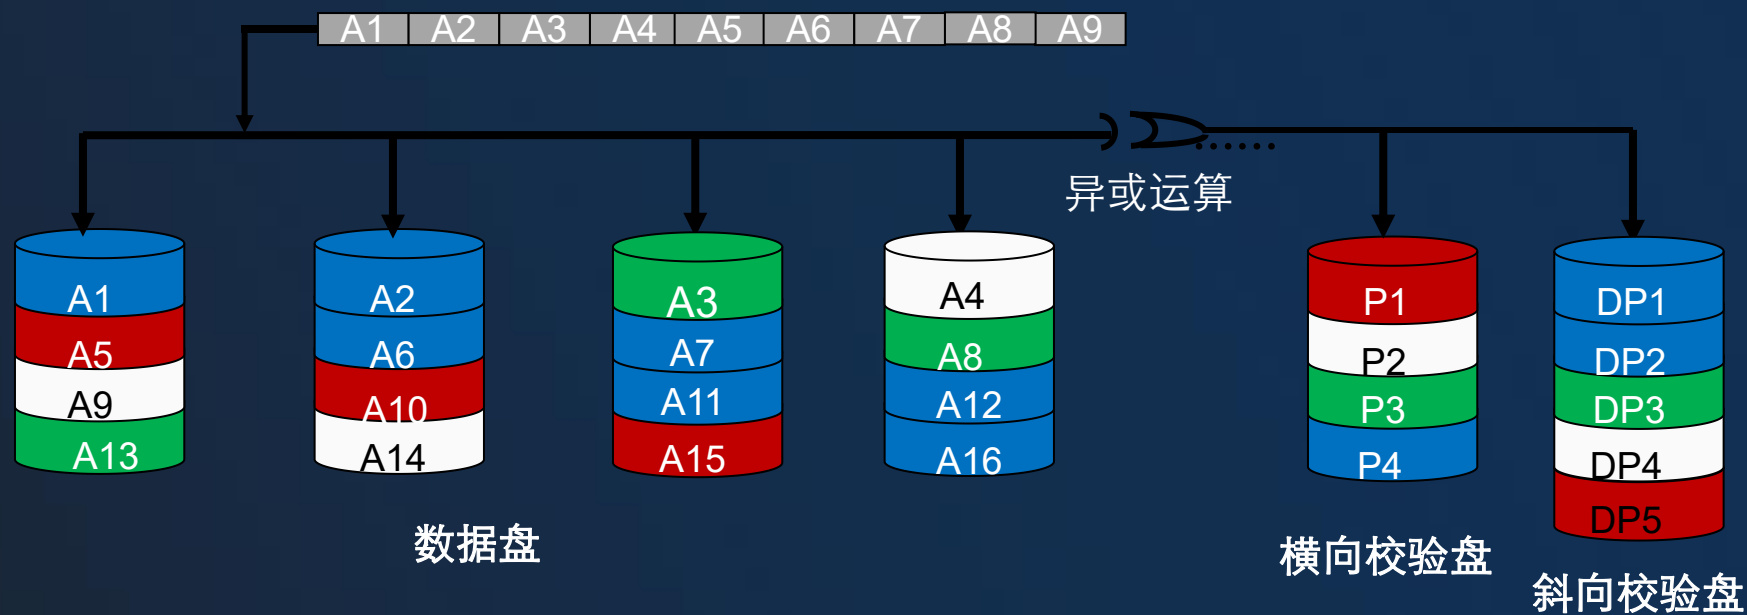 A1 A2 A3 A4 A5 A6 A7 A8 A9
异或运算
A1 A2 A3 A4 P1 DP1
A5 A6 A7 A8 P2 DP2
A9 A10 A11 A12 P3 DP3
A13 A14 A15 A16 P4 DP4
DP5
数据盘
横向校验盘
斜向校验盘